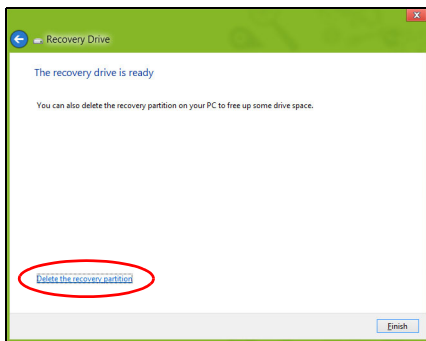 Recovery Drive
The recovery drive is ready
You can also delete the recovery partition on your PC to free up some drive space.
Delete the recovery partition
Finish